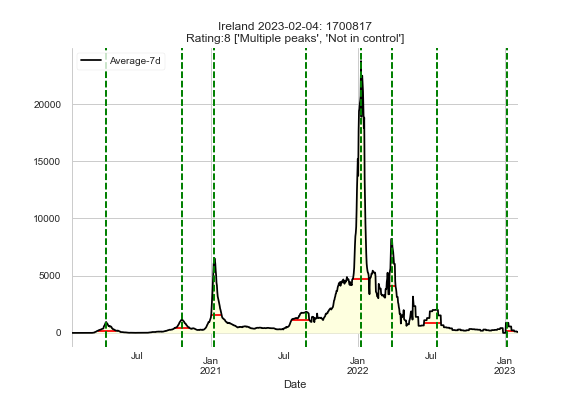 Ireland 2023-02-04: 1700817
Rating:8 ['Multiple peaks', 'Not in control']
Average-7d
20000
15000
10000
5000
0
Jul
Jan
2021
Jul
Jan
2022
Jul
Jan
2023
Date